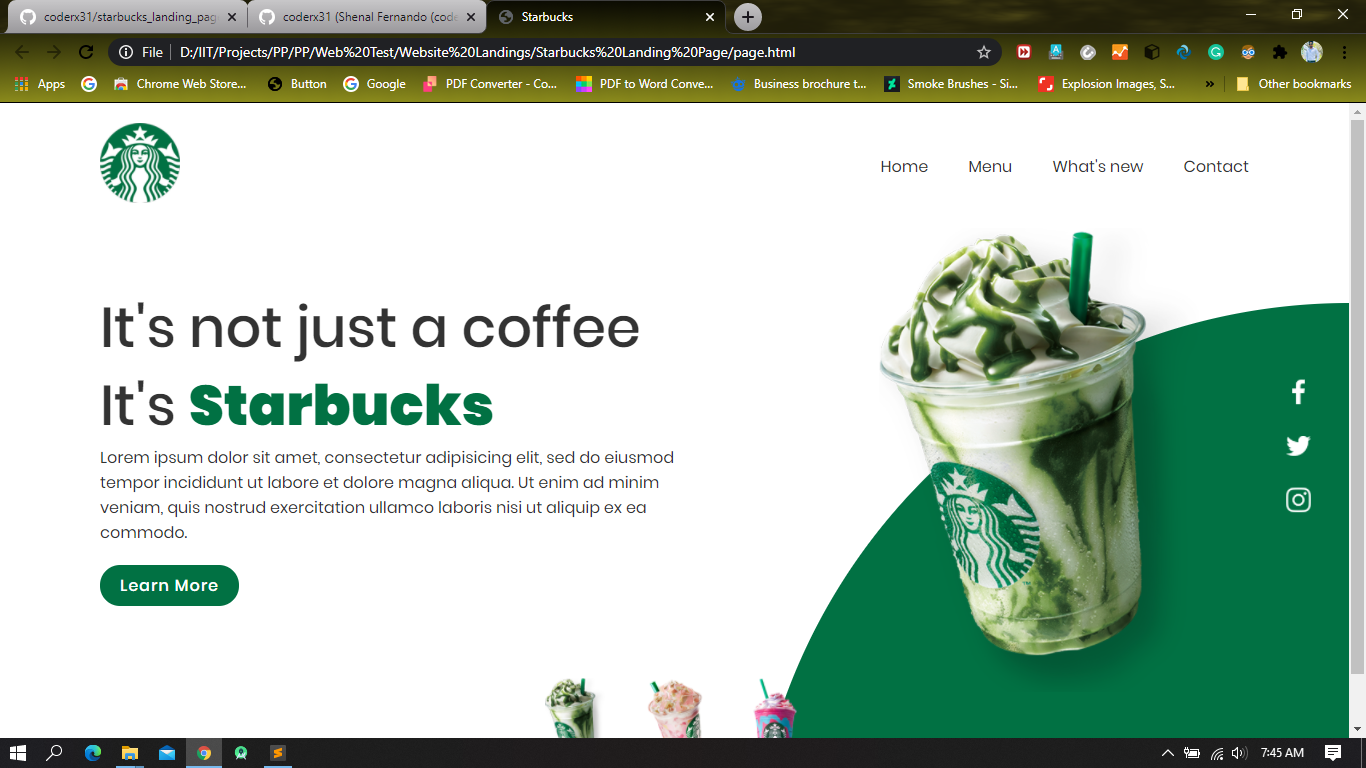 coderx31/starbucks_landing_pag
coderx31 (Shenal Fernando (code
Starbucks
File
D:/IIT/Projects/PP/PP/Web%20Test/Website%20Landings/Starbucks%20Landing%20Page/page.html
Apps
Chrome Web Store...
Button
Google
PDF Converter - Co...
PDF to Word Conve...
Business brochure t...
Smoke Brushes - Si...
Explosion Images, S...
»
Other bookmarks
Home
Menu
What's new
Contact
It's not just a coffee
It's Starbucks
Lorem ipsum dolor sit amet, consectetur adipisicing elit, sed do eiusmod
tempor incididunt ut labore et dolore magna aliqua. Ut enim ad minim
veniam, quis nostrud exercitation ullamco laboris nisi ut aliquip ex ea
commodo.
Learn More
7:45 AM